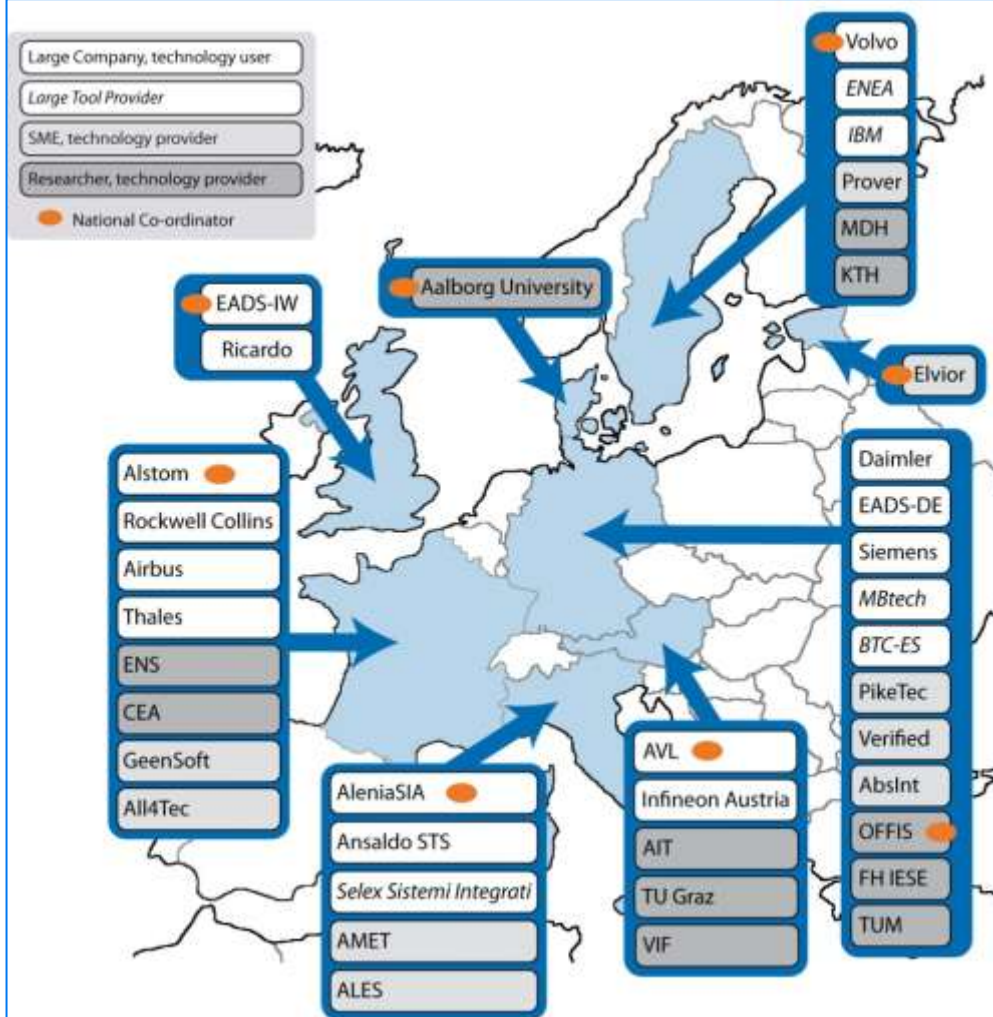 Large Company, technology user
Large Tool Provider
SME, technology provider
Researcher, technology provider
National Co-ordinator
Volvo
ENEA
IBM
Prover
MDH
KTH
Aalborg University
EADS-IW
Ricardo
Elvior
Alstom
Rockwell Collins
Airbus
Thales
ENS
CEA
GeenSoft
All4Tec
Daimler
EADS-DE
Siemens
MBtech
BTC-ES
PikeTec
Verified
AbsInt
OFFIS
FH IESE
TUM
AleniaSIA
Ansaldo STS
Selex Sistemi Integrati
AMET
ALES
AVL
Infineon Austria
AIT
TU Graz
VIF